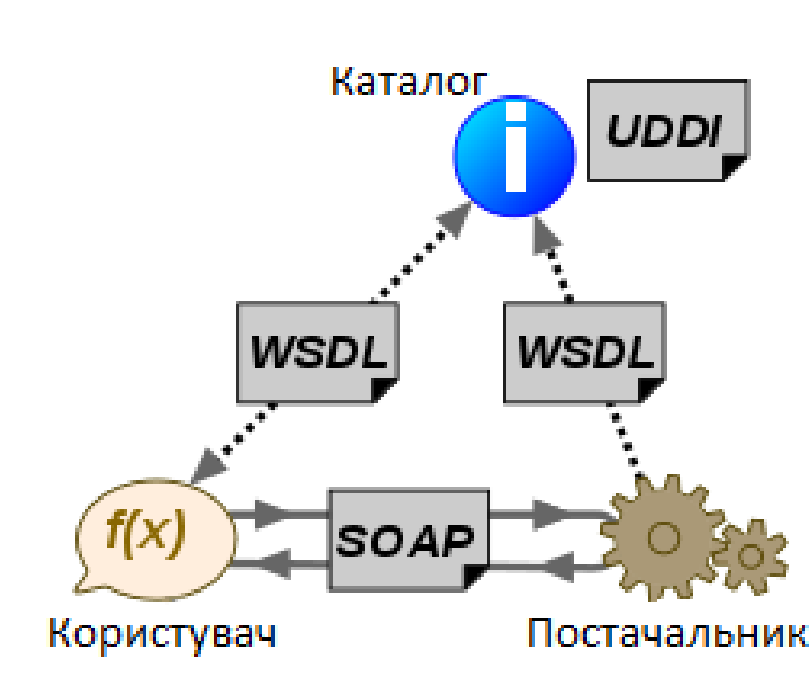 Каталог
i
UDDI
WSDL
WSDL
f(x)
SOAP
Користувач
Постачальник